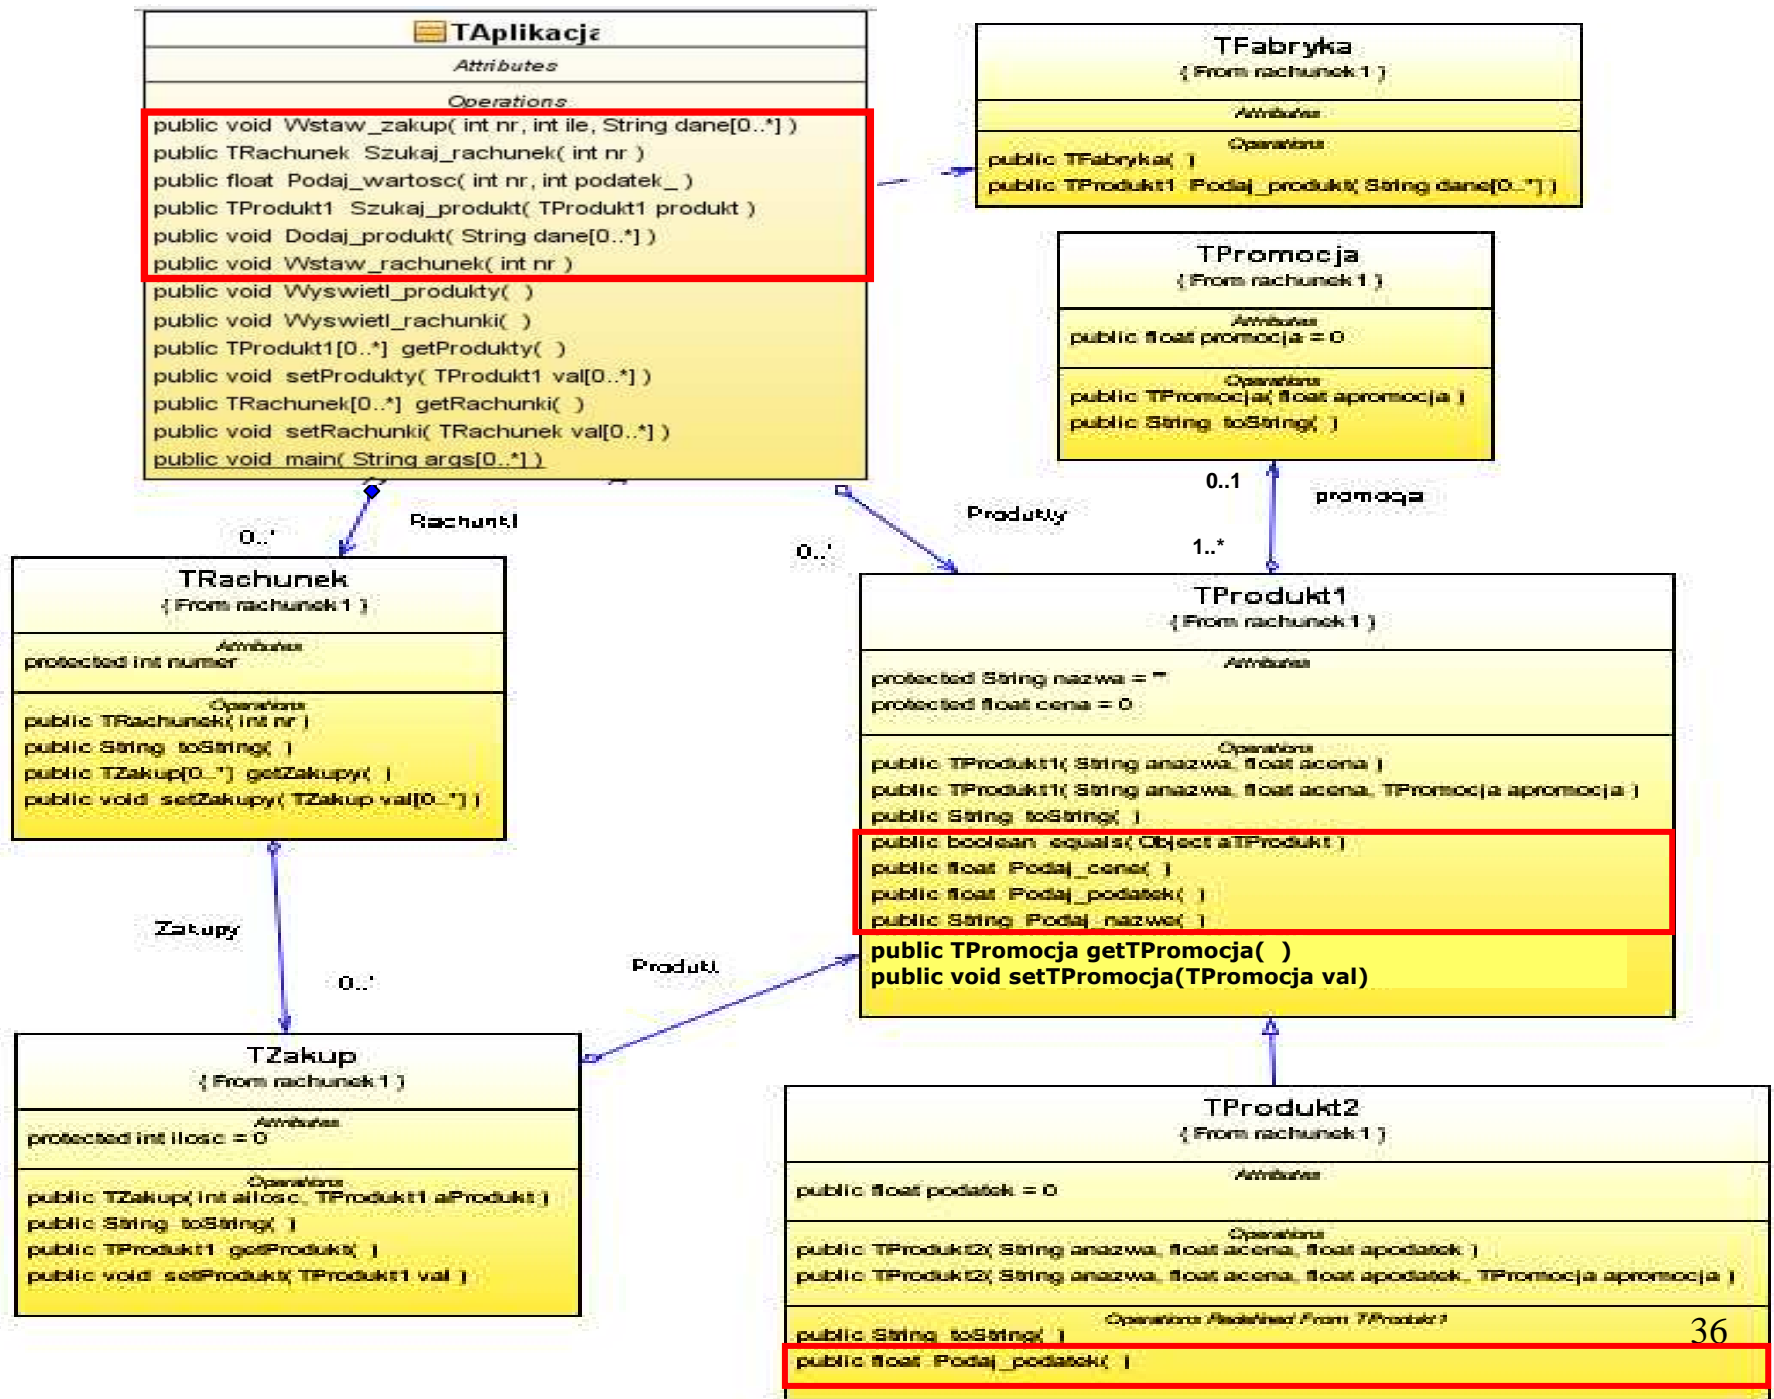 TAplikacja
Attributes
Operations
public void Wstaw_zakup( int nr, int ile, String dane[0..*] )
public TRachunek Szukaj_rachunek( int nr )
public float Podaj_wartosc( int nr, int podatek_ )
public TProdukt1 Szukaj_produkt( TProdukt1 produkt )
public void Dodaj_produkt( String dane[0..*] )
public void Wstaw_rachunek( int nr )
public void Wyswietl_produkty( )
public void Wyswietl_rachunki( )
public TProdukt1[0..*] getProdukty( )
public void setProdukty( TProdukt1 val[0..*] )
public TRachunek[0..*] getRachunki( )
public void setRachunki( TRachunek val[0..*] )
public void main( String args[0..*] )
TFabryka
{ From rachunek1 }
Attributes
Operations
public TFabryka( )
public TProdukt1 Podaj_produkt( String dane[0..*] )
TPromocja
{ From rachunek1 }
Attributes
public float promocja = 0
Operations
public TPromocja( float apromocja )
public String toString( )
0..1
promocja
1..*
Rachunki
0..*
Produkty
0..*
TRachunek
{ From rachunek1 }
Attributes
protected int numer
Operations
public TRachunek( int nr )
public String toString( )
public TZakup[0..*] getZakupy( )
public void setZakupy( TZakup val[0..*] )
TProdukt1
{ From rachunek1 }
Attributes
protected String nazwa = ""
protected float cena = 0
Operations
public TProdukt1( String anazwa, float acena )
public TProdukt1( String anazwa, float acena, TPromocja apromocja )
public String toString( )
public boolean equals( Object aTProdukt )
public float Podaj_cene( )
public float Podaj_podatek( )
public String Podaj_nazwe( )
public TPromocja getTPromocja( )
public void setTPromocja(TPromocja val)
Zakupy
0..*
Produkt
TZakup
{ From rachunek1 }
Attributes
protected int ilosc = 0
Operations
public TZakup( int ailosc, TProdukt1 aProdukt )
public String toString( )
public TProdukt1 getProdukt( )
public void setProdukt( TProdukt1 val )
TProdukt2
{ From rachunek1 }
Attributes
public float podatek = 0
Operations
public TProdukt2( String anazwa, float acena, float apodatek )
public TProdukt2( String anazwa, float acena, float apodatek, TPromocja apromocja )
Operations Redefined From TProdukt1
public String toString( )
public float Podaj_podatek( )
36